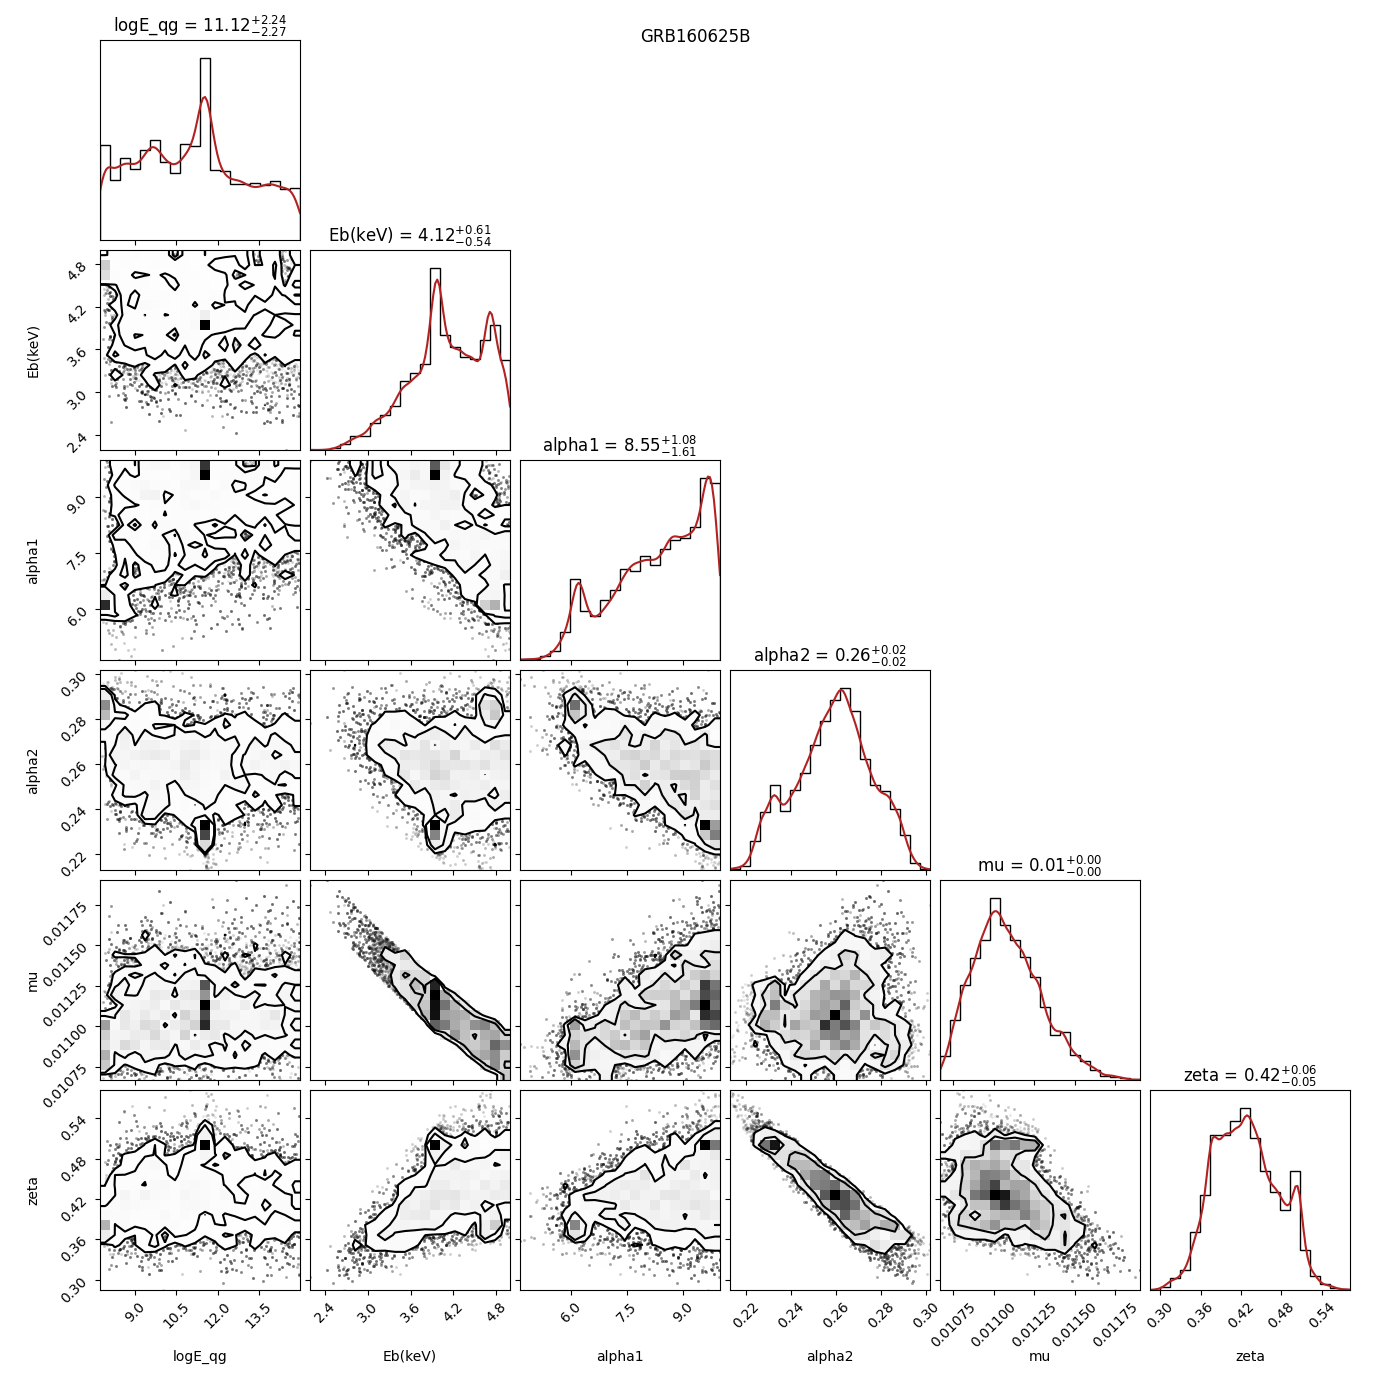 GRB160625B
logE_qg = 11.12+2.24 −2.27
Eb(keV) = 4.12+0.61 −0.54
alpha1 = 8.55+1.08 −1.61
alpha2 = 0.26+0.02 −0.02
mu = 0.01+0.00 −0.00
zeta = 0.42+0.06 −0.05
Eb(keV)
4.8
4.2
3.6
3.0
2.4
alpha1
9.0
7.5
6.0
alpha2
0.30
0.28
0.26
0.24
0.22
mu
0.01175
0.01150
0.01125
0.01100
0.01075
zeta
0.54
0.48
0.42
0.36
0.30
9.0 10.5 12.0 13.5
2.4 3.0 3.6 4.2 4.8
6.0 7.5 9.0
0.22 0.24 0.26 0.28 0.30
0.01075 0.01100 0.01125 0.01150 0.01175
0.30 0.36 0.42 0.48 0.54
logE_qg Eb(keV) alpha1 alpha2 mu zeta